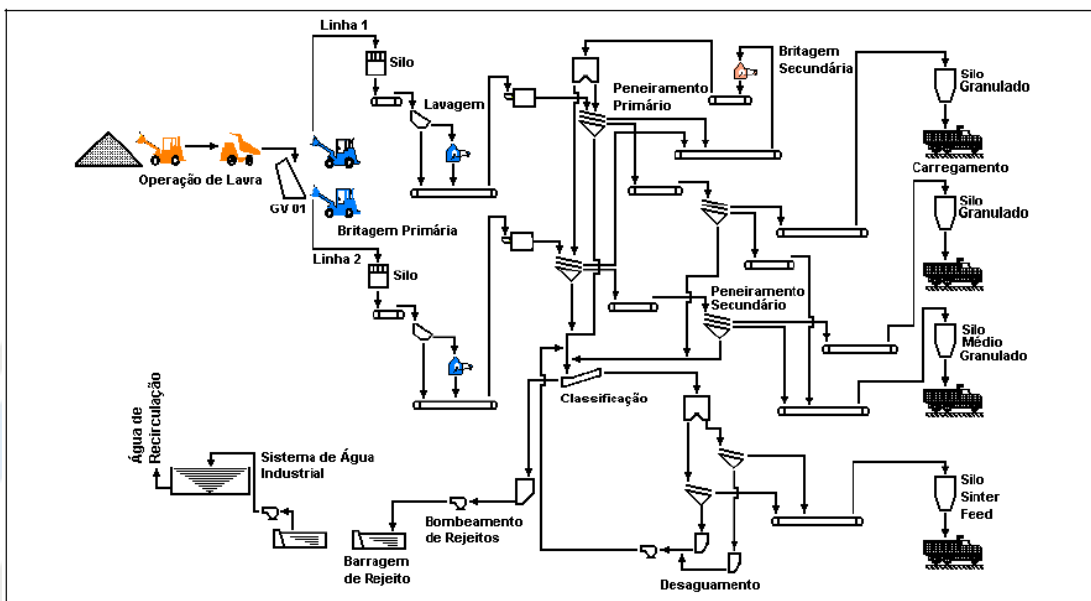 Linha 1
Silo
Lavagem
Operação de Lavra
GV 01
Britagem Primária
Linha 2
Silo
Peneiramento
Primário
Britagem
Secundária
Silo
Granulado
Carregamento
Silo
Granulado
Peneiramento
Secundário
Silo
Médio
Granulado
Classificação
Água de
Recirculação
Sistema de Água
Industrial
Bombeamento
de Rejeitos
Barragem
de Rejeito
Desaguamento
Silo
Sinter
Feed